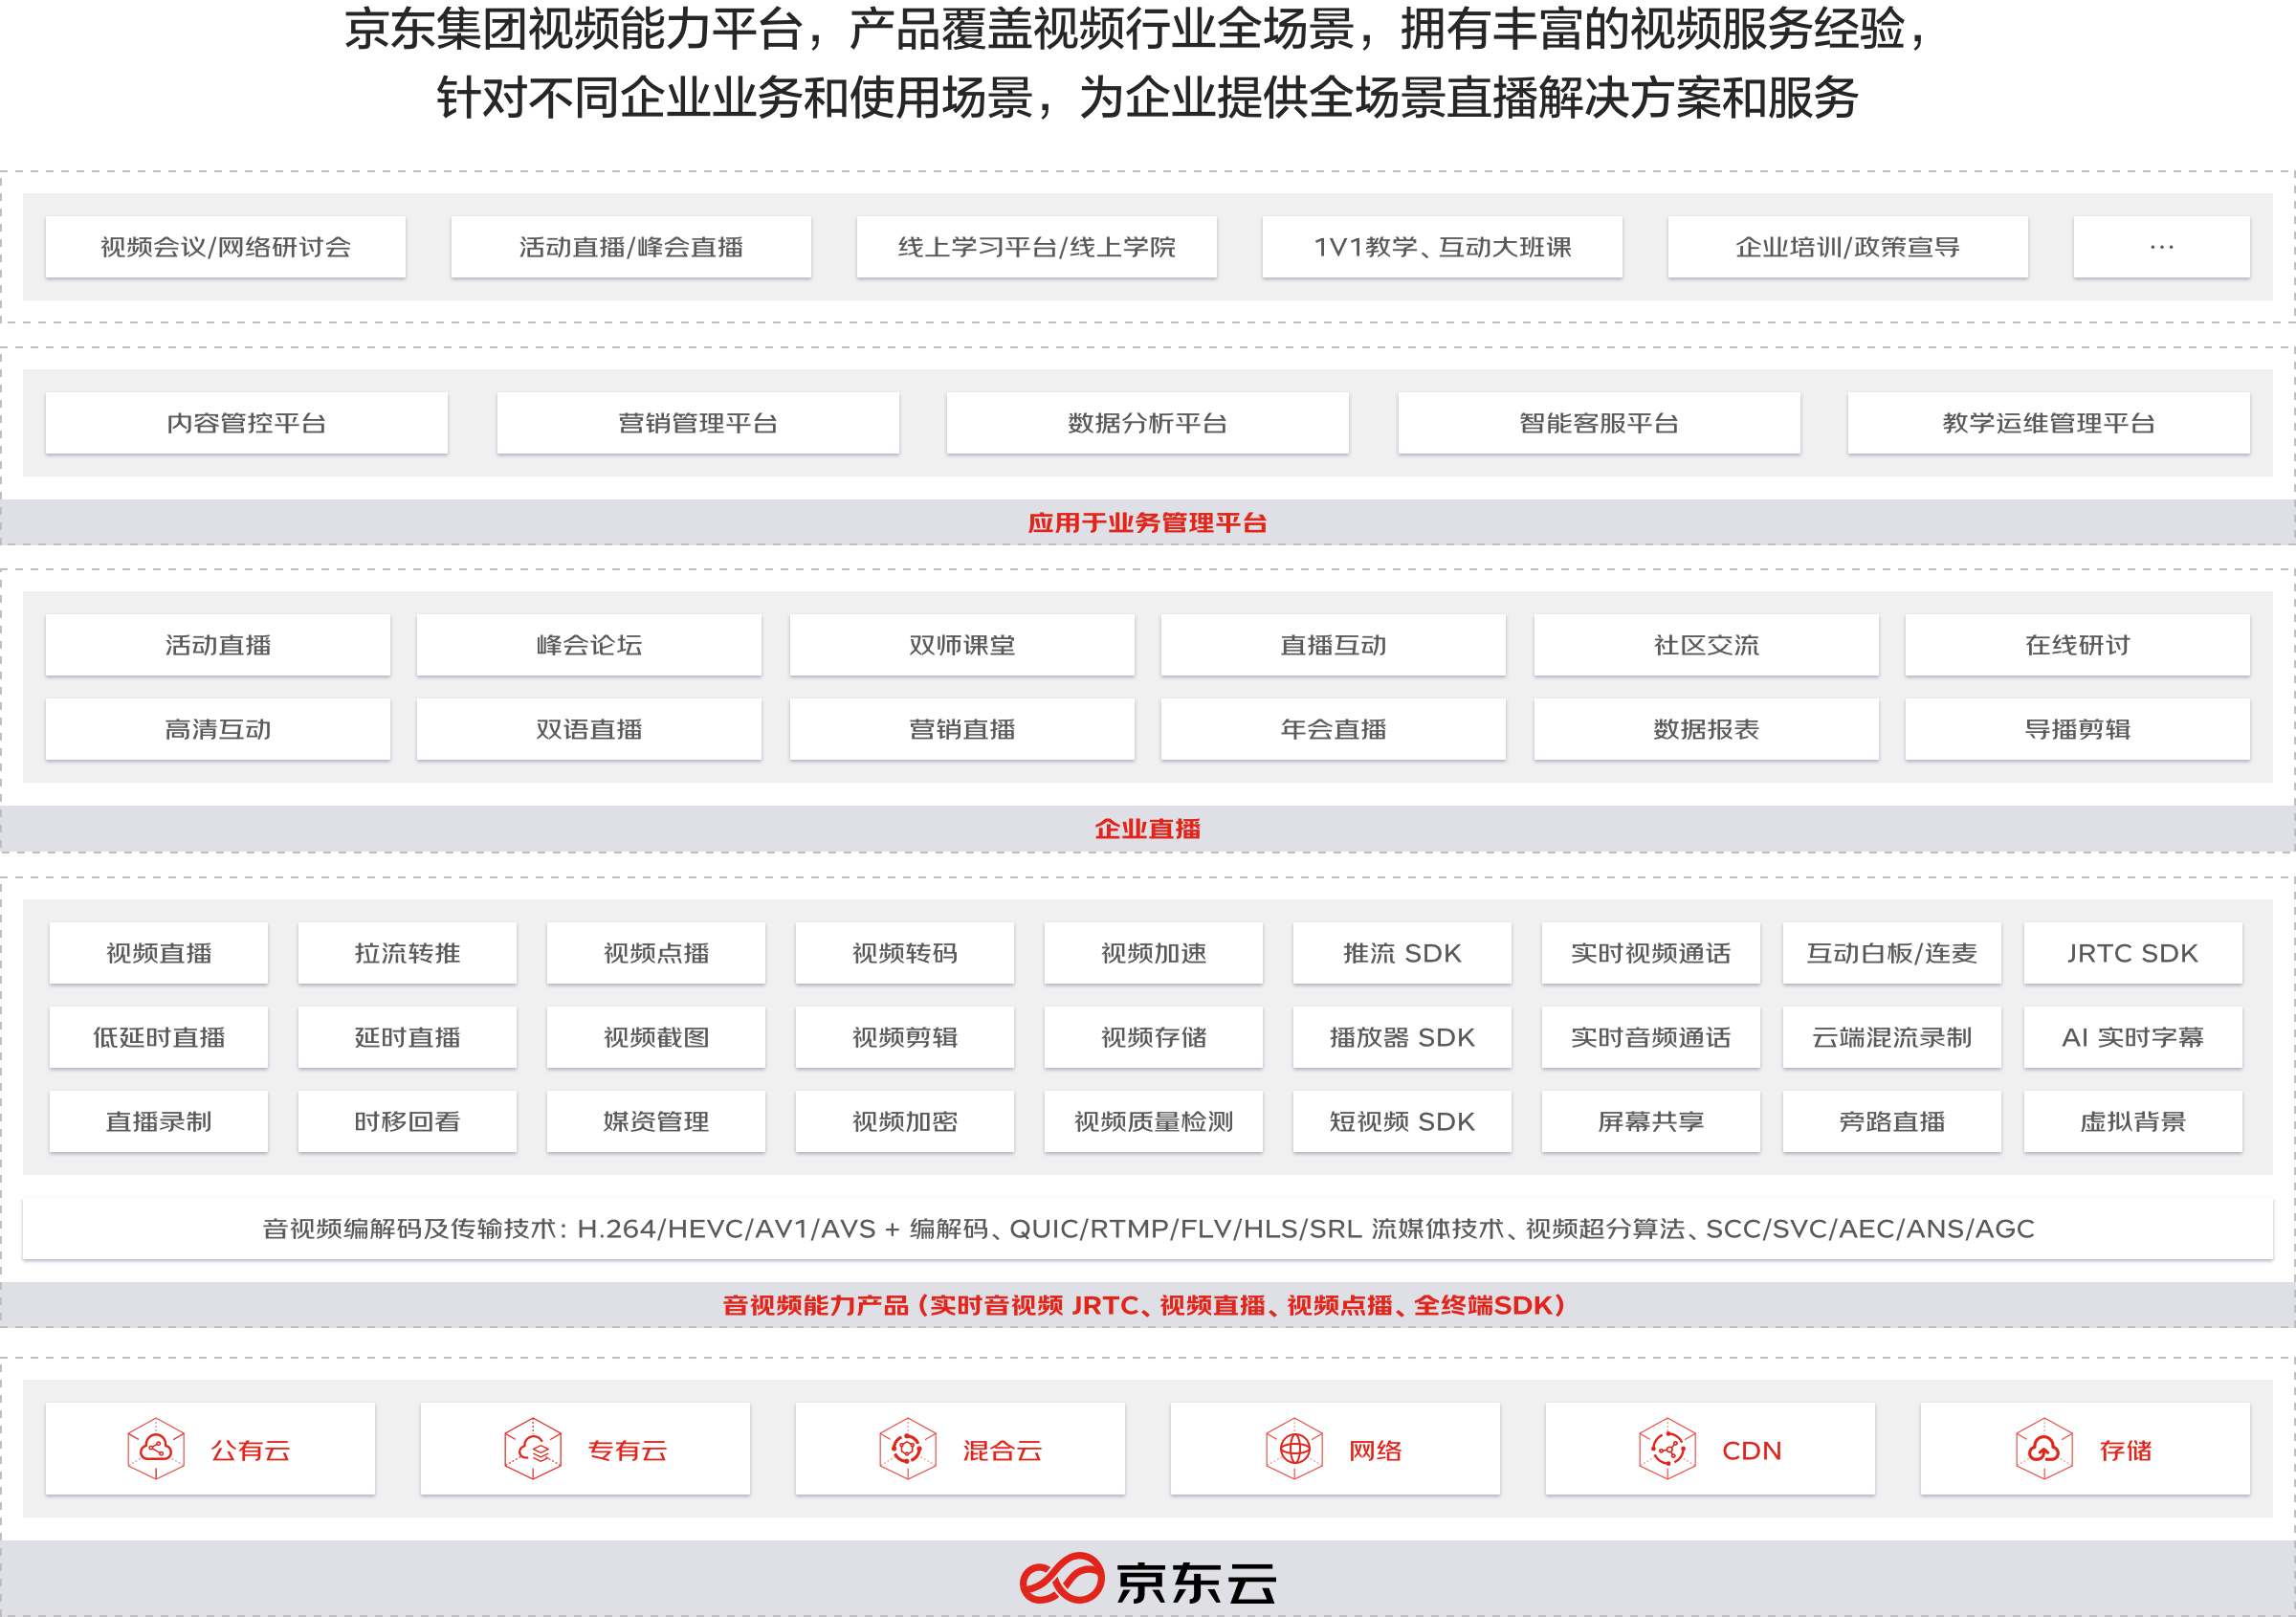 京东集团视频能力平台，产品覆盖视频行业全场景，拥有丰富的视频服务经验，
针对不同企业业务和使用场景，为企业提供全场景直播解决方案和服务
视频会议/网络研讨会
活动直播/峰会直播
线上学习平台/线上学院
1V1教学、互动大班课
企业培训/政策宣导
···
内容管控平台
营销管理平台
数据分析平台
智能客服平台
教学运维管理平台
应用于业务管理平台
活动直播
峰会论坛
双师课堂
直播互动
社区交流
在线研讨
高清互动
双语直播
营销直播
年会直播
数据报表
导播剪辑
企业直播
视频直播
拉流转推
视频点播
视频转码
视频加速
推流 SDK
实时视频通话
互动白板/连麦
JRTC SDK
低延时直播
延时直播
视频截图
视频剪辑
视频存储
播放器 SDK
实时音频通话
云端混流录制
AI 实时字幕
直播录制
时移回看
媒资管理
视频加密
视频质量检测
短视频 SDK
屏幕共享
旁路直播
虚拟背景
音视频编解码及传输技术：H.264/HEVC/AV1/AVS + 编解码、QUIC/RTMP/FLV/HLS/SRL 流媒体技术、视频超分算法、SCC/SVC/AEC/ANS/AGC
音视频能力产品（实时音视频 JRTC、视频直播、视频点播、全终端SDK）
公有云
专有云
混合云
网络
CDN
存储
京东云